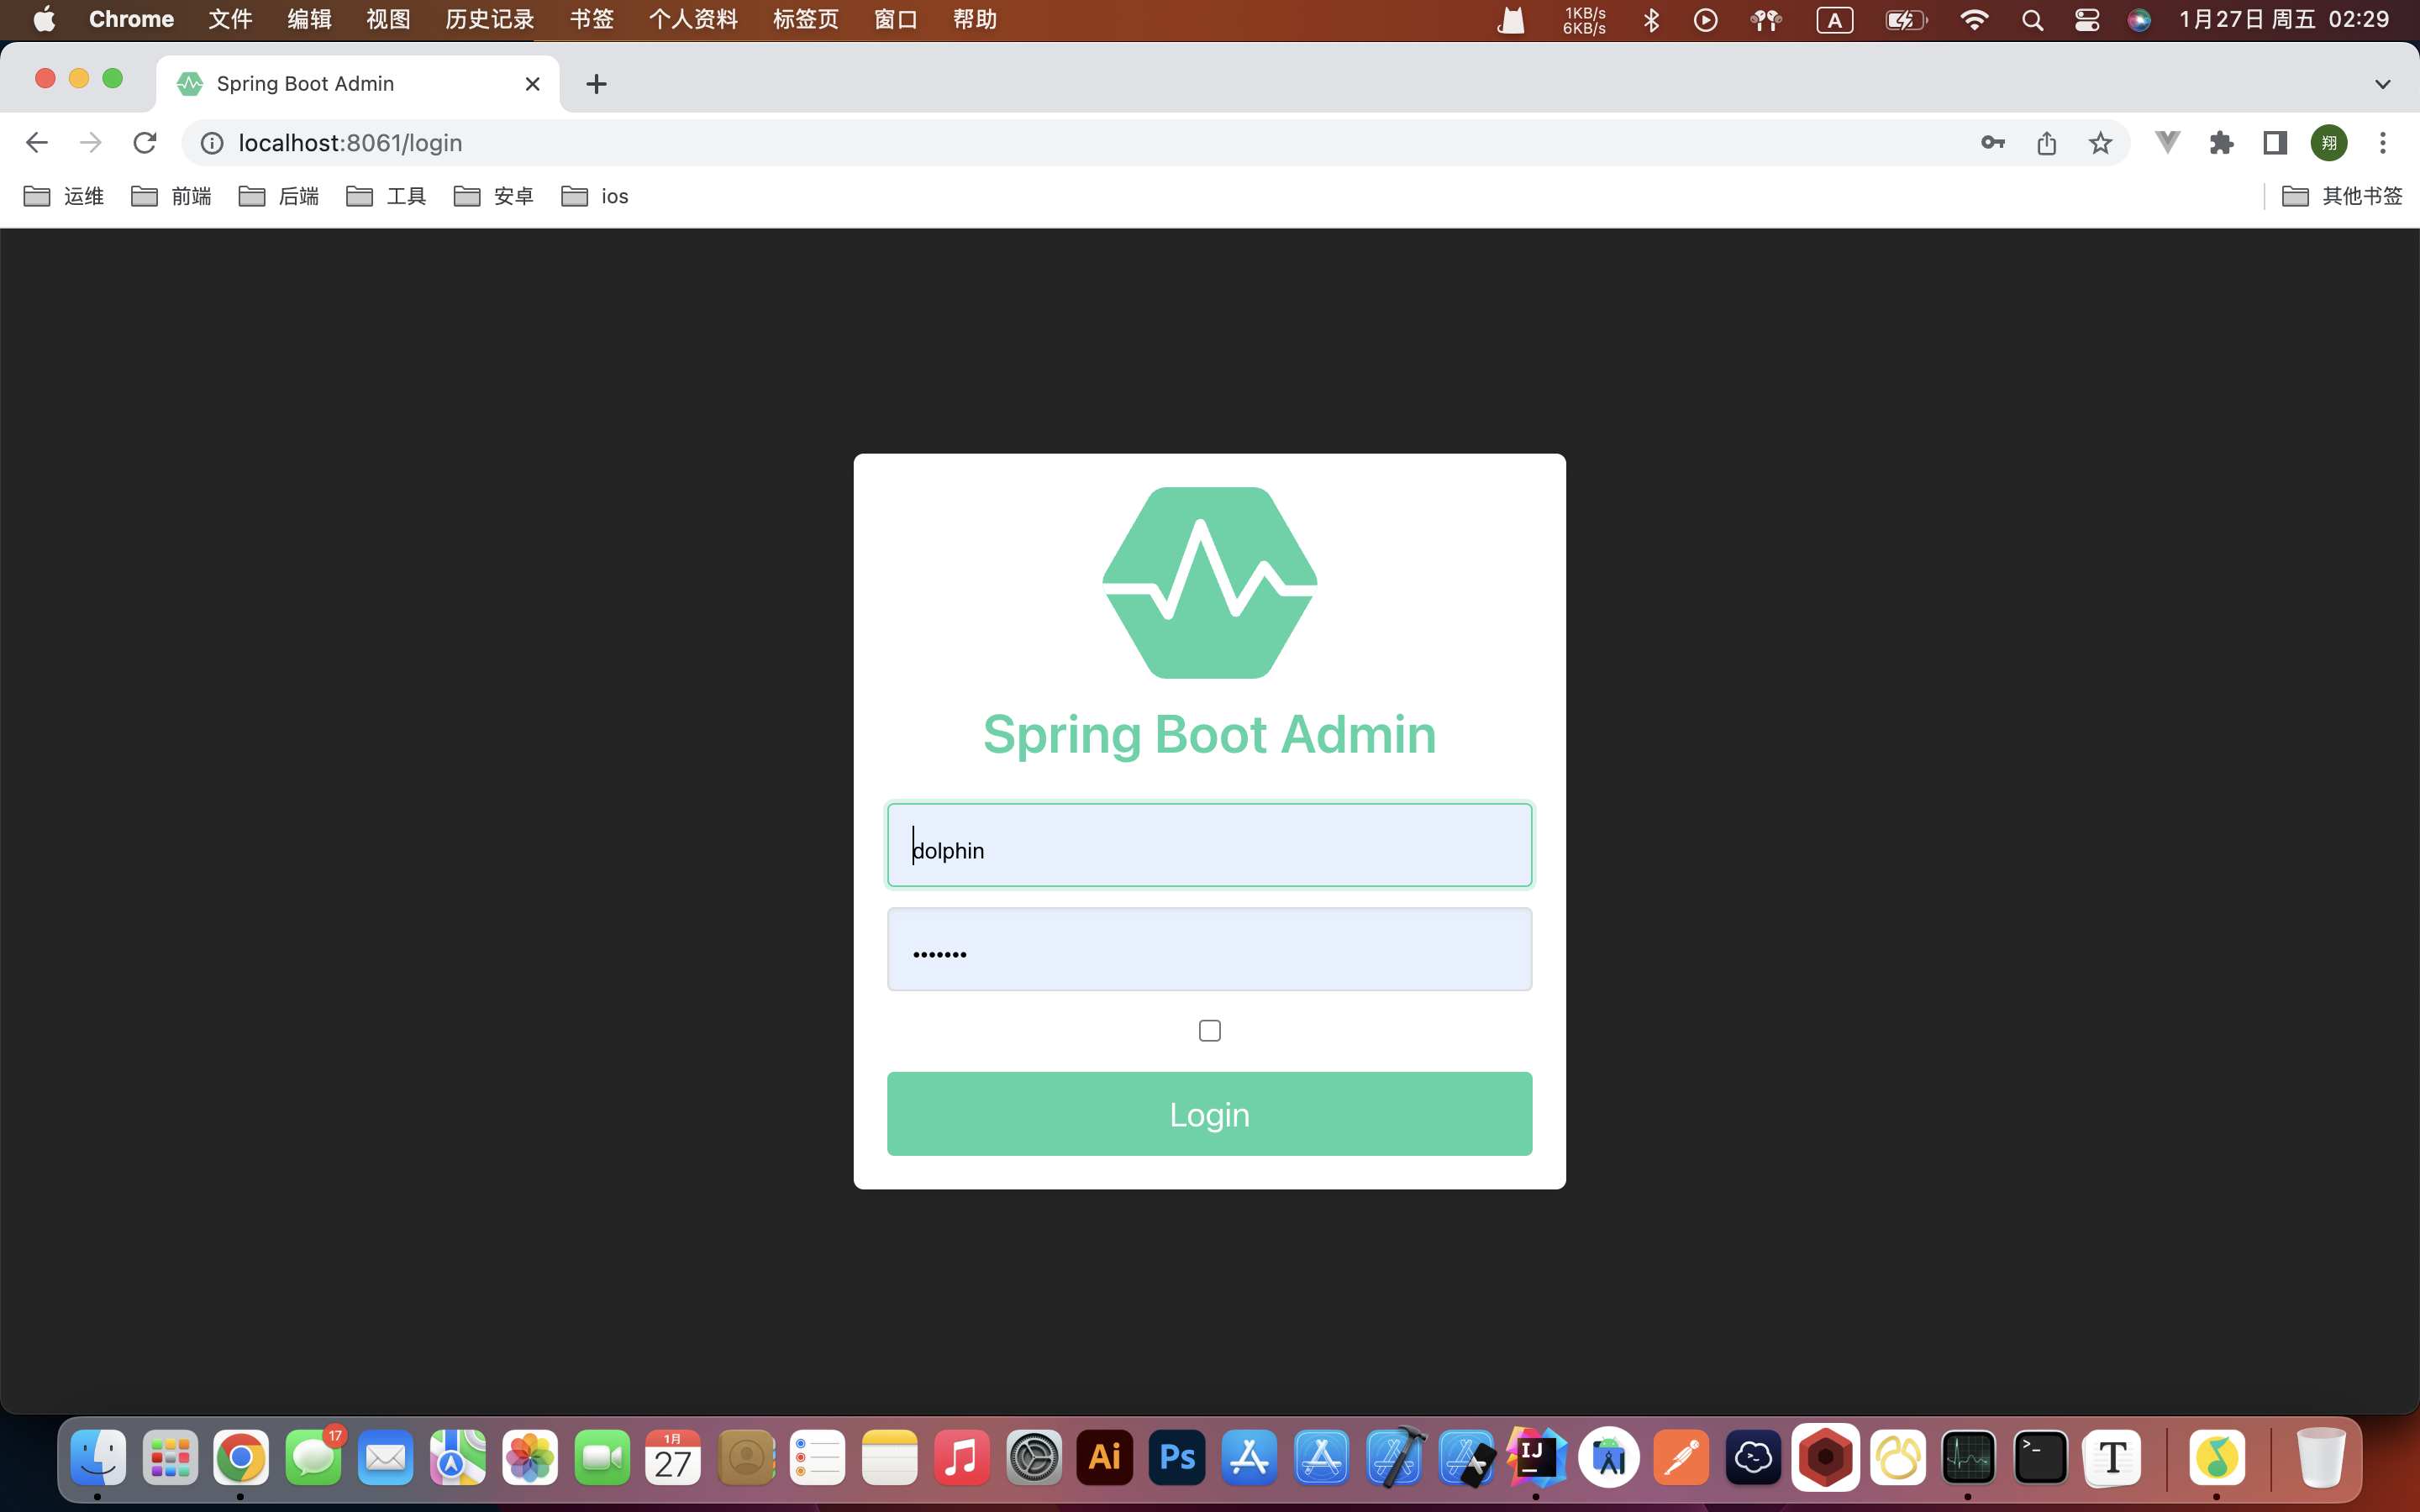 Chrome 文件 编辑 视图 历史记录 书签 个人资料 标签页 窗口 帮助 1KB/s 6KB/s A 1月27日 周五 02:29
Spring Boot Admin
localhost:8061/login 翔
运维 前端 后端 工具 安卓 ios 其他书签
Spring Boot Admin
dolphin
•••••••
Login
17 1月 27 Ai Ps IJ >_ T